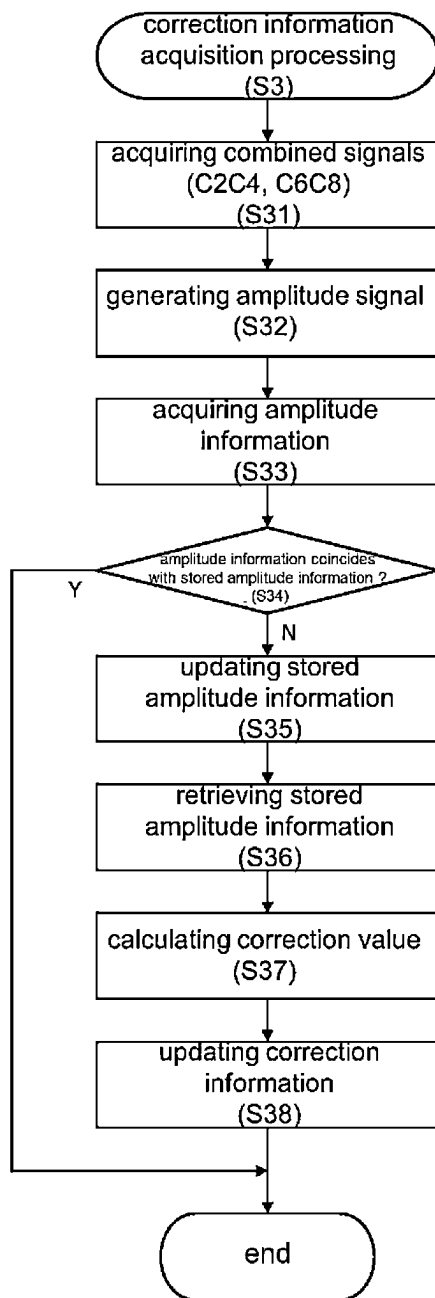 correction information
acquisition processing
(S3)
acquiring combined signals
(C2C4, C6C8)
(S31)
generating amplitude signal
(S32)
acquiring amplitude
information
(S33)
amplitude information coincides
with stored amplitude information ?
(S34)
Y
N
updating stored
amplitude information
(S35)
retrieving stored
amplitude information
(S36)
calculating correction value
(S37)
updating correction
information
(S38)
end